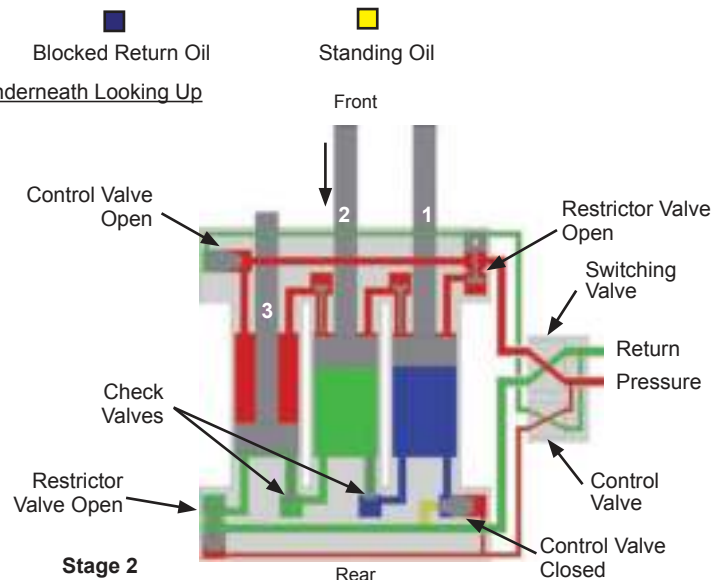 Blocked Return Oil
Standing Oil
nderneath Looking Up
Front
Control Valve
Open
2
1
Restrictor Valve
Open
Switching
Valve
3
Return
Pressure
Check
Valves
Restrictor
Valve Open
Control
Valve
Stage 2
Rear
Control Valve
Closed